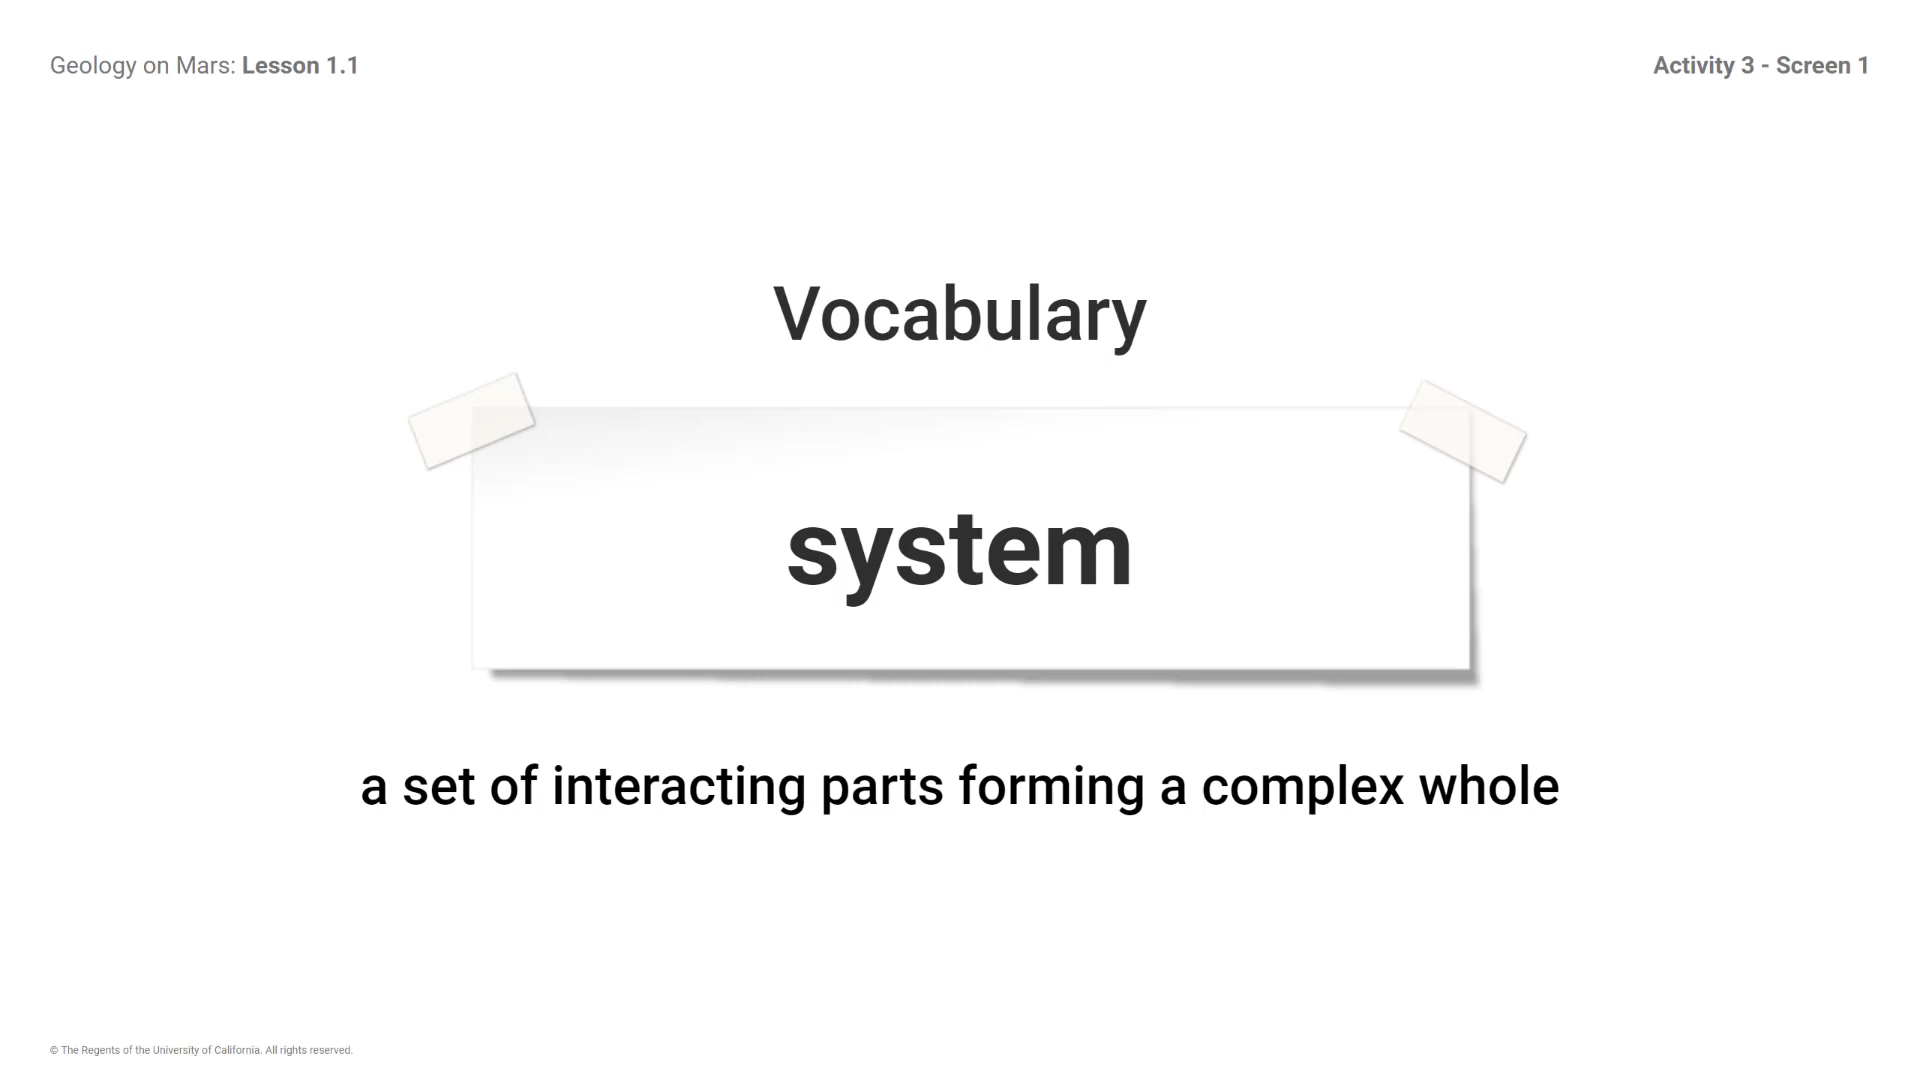 Geology on Mars: Lesson 1.1
Activity 3 - Screen 1
Vocabulary
system
a set of interacting parts forming a complex whole
© The Regents of the University of California. All rights reserved.